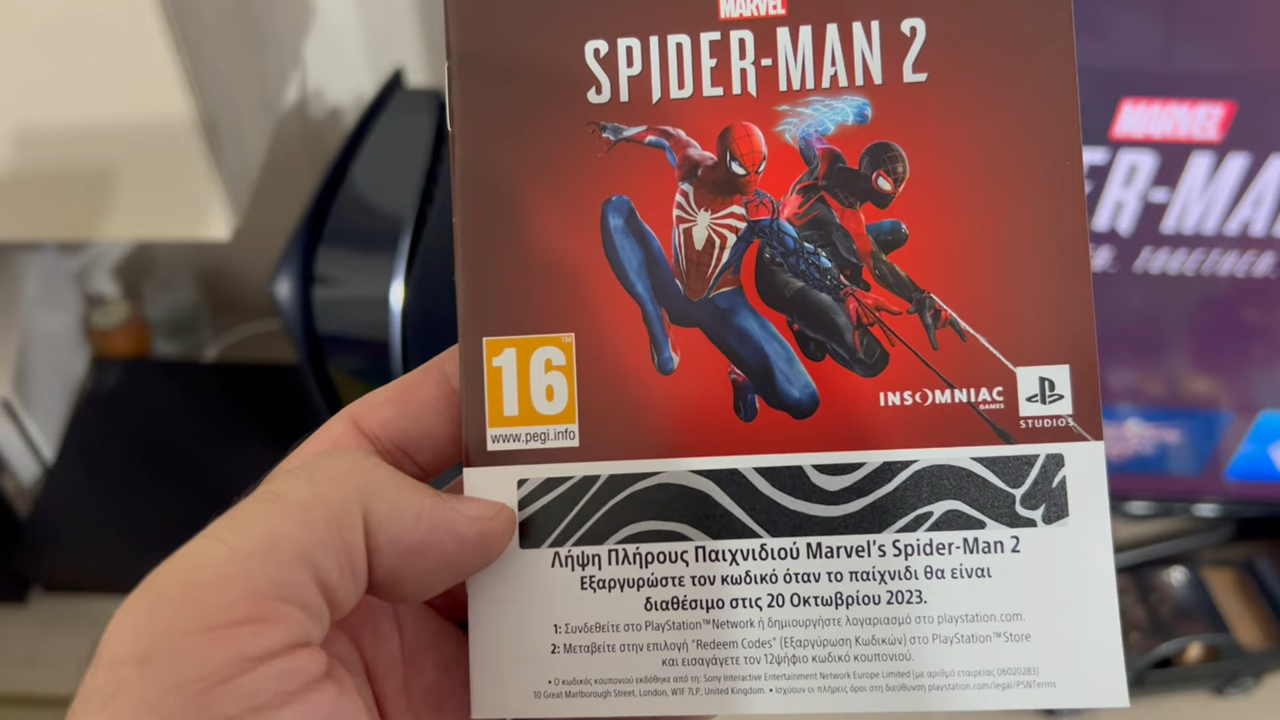 MARVEL
SPIDER-MAN 2
16
www.pegi.info
INSOMNIAC
GAMES
STUDIOS
Λήψη Πλήρους Παιχνιδιού Marvel's Spider-Man 2
Εξαργυρώστε τον κωδικό όταν το παίχνιδι θα είναι
διαθέσιμο στις 20 Οκτωβρίου 2023.
1: Συνδεθείτε στο PlayStation™Network ή δημιουργήστε λογαριασμό στο playstation.com.
2: Μεταβείτε στην επιλογή "Redeem Codes" (Εξαργύρωση Κωδικών) στο PlayStation™Store
και εισαγάγετε τον 12ψήφιο κωδικό κουπονιού.
• Ο κωδικός κουπονιού εκδόθηκε από τη: Sony Interactive Entertainment Network Europe Limited (με αριθμό εταιρείας 06020283)
10 Great Marlborough Street, London, W1F 7LP, United Kingdom. • Ισχύουν οι πλήρεις όροι στη διεύθυνση playstation.com/legal/PSNTerms
MARVEL
ER-MA
TOGETHER.